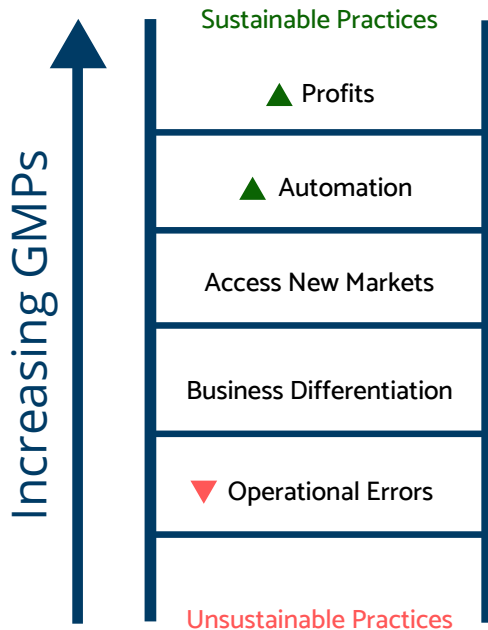 Sustainable Practices
Profits
Automation
Access New Markets
Business Differentiation
Operational Errors
Unsustainable Practices
Increasing GMPs